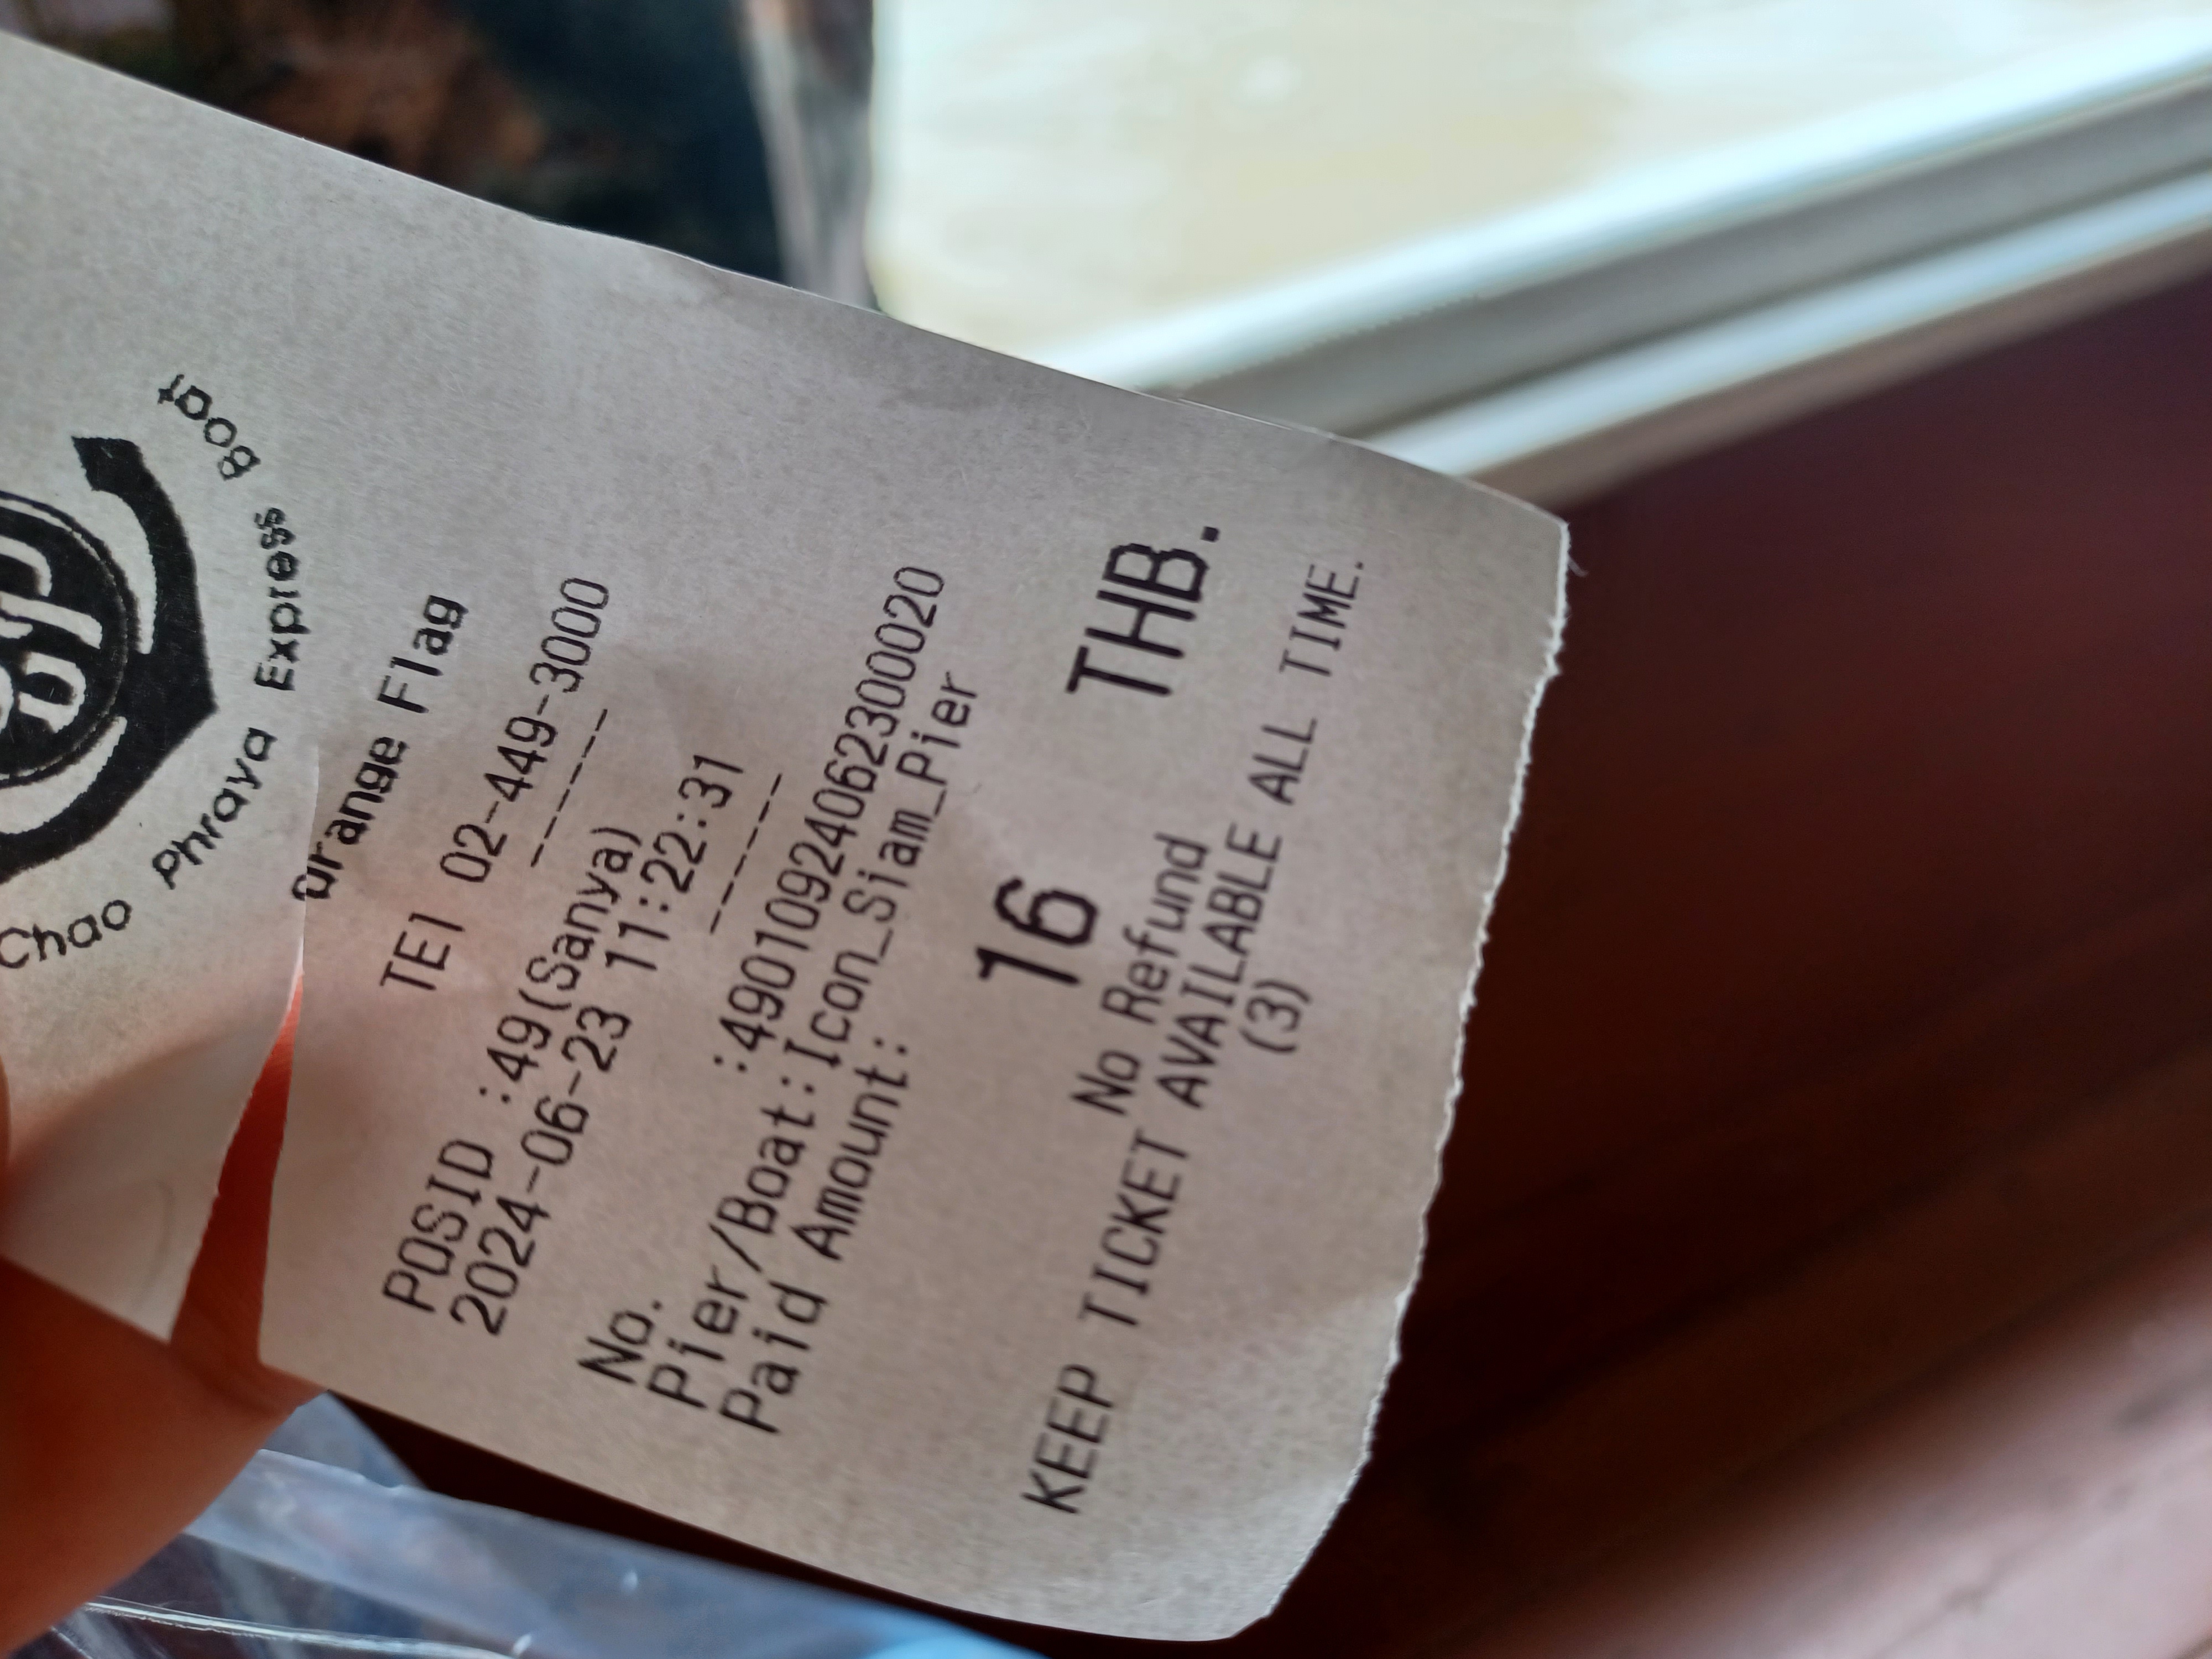 Chao Phraya Express Boat
Orange Flag
TEl 02-449-3000
------
POSID :49(Sanya)
2024-06-23 11:22:31
------
No. :4901092406230020
Pier/Boat:Icon_Siam_Pier
Paid Amount:
16 THB.
No Refund
KEEP TICKET AVAILABLE ALL TIME.
(3)